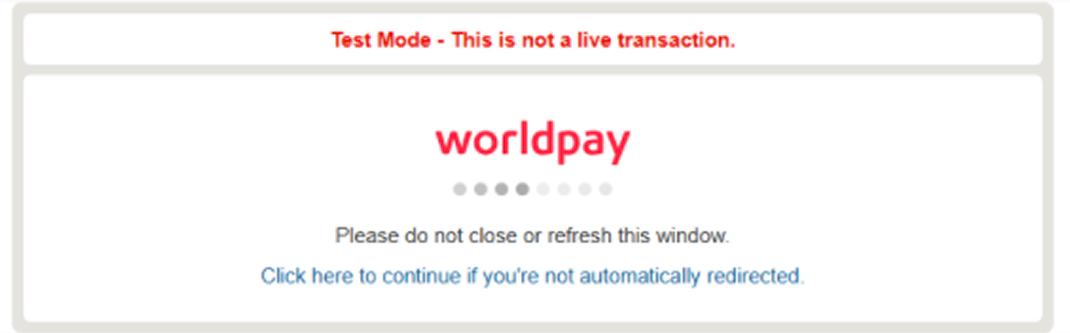 Test Mode - This is not a live transaction.
worldpay
Please do not close or refresh this window.
Click here to continue if you're not automatically redirected.